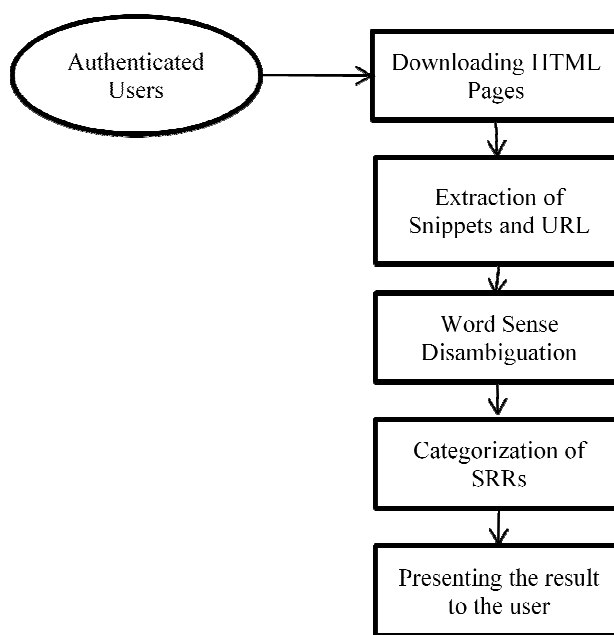 Authenticated
Users
Downloading HTML
Pages
Extraction of
Snippets and URL
Word Sense
Disambiguation
Categorization of
SRRs
Presenting the result
to the user